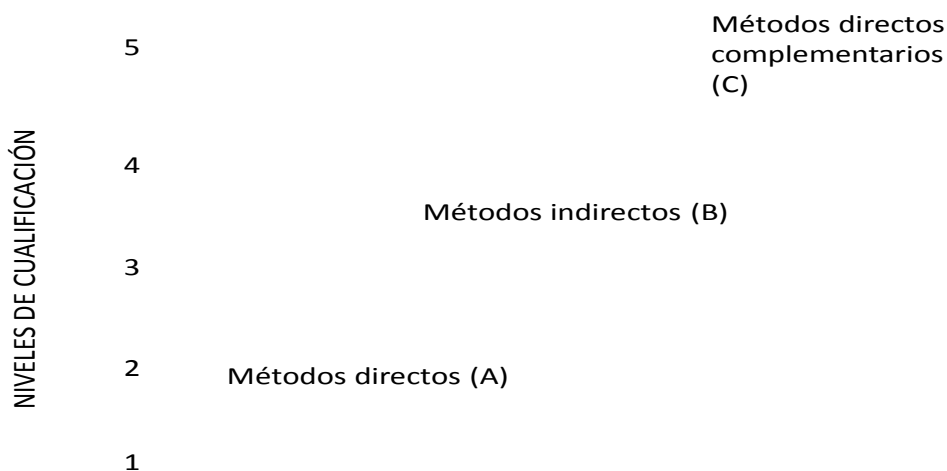 5
Métodos directos
complementarios
(C)
4
Métodos indirectos (B)
3
2
Métodos directos (A)
1
NIVELES DE CUALIFICACIÓN